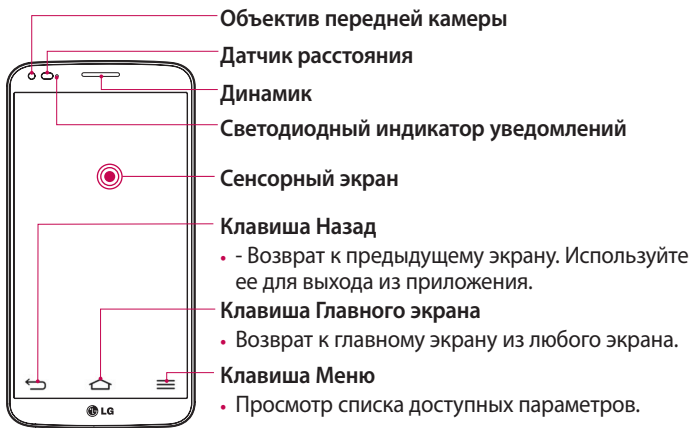 Объектив передней камеры
Датчик расстояния
Динамик
Светодиодный индикатор уведомлений
Сенсорный экран
Клавиша Назад
• - Возврат к предыдущему экрану. Используйте
ее для выхода из приложения.
Клавиша Главного экрана
• Возврат к главному экрану из любого экрана.
Клавиша Меню
• Просмотр списка доступных параметров.
LG